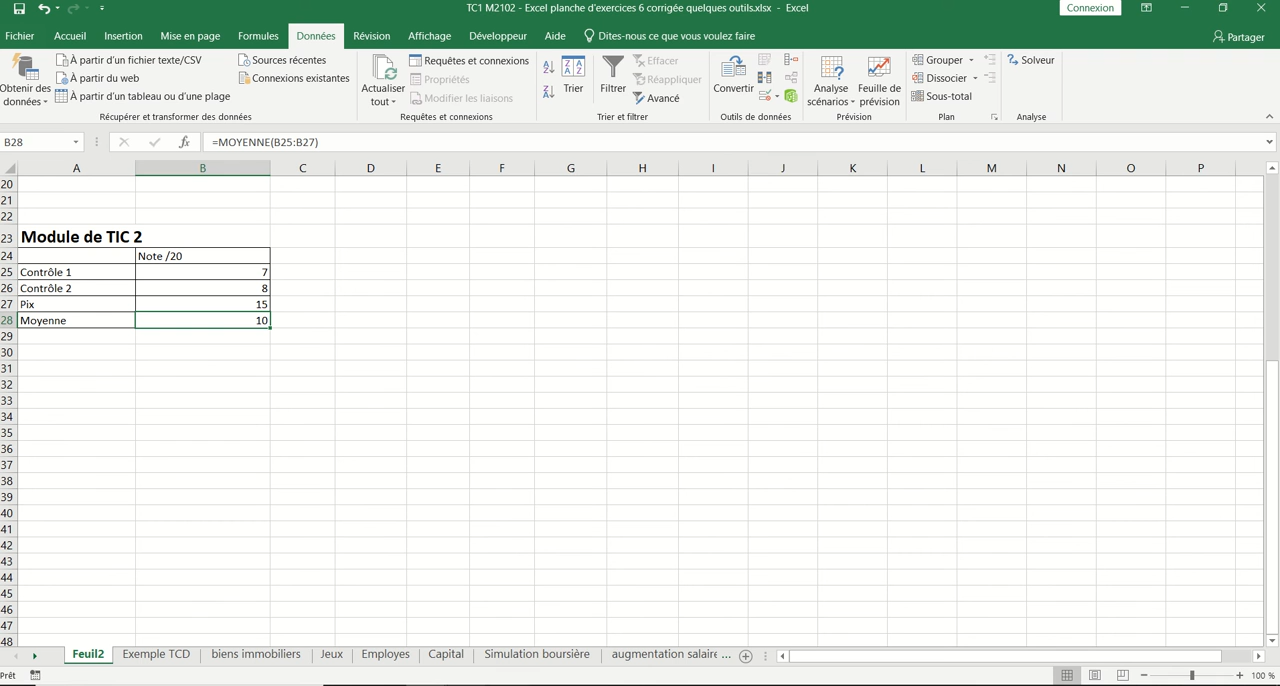 TC1 M2102 - Excel planche d'exercices 6 corrigée quelques outils.xlsx - Excel
Connexion
Fichier Accueil Insertion Mise en page Formules Données Révision Affichage Développeur Aide Dites-nous ce que vous voulez faire Partager
Obtenir des données
À partir d'un fichier texte/CSV
À partir du web
À partir d'un tableau ou d'une plage
Sources récentes
Connexions existantes
Récupérer et transformer des données
Actualiser tout
Requêtes et connexions
Propriétés
Modifier les liaisons
Requêtes et connexions
Trier
Filtrer
Effacer
Réappliquer
Avancé
Trier et filtrer
Convertir
Outils de données
Analyse scénarios
Feuille de prévision
Prévision
Grouper
Dissocier
Sous-total
Plan
Solveur
Analyse
B28 fx =MOYENNE(B25:B27)
A B C D E F G H I J K L M N O P
20
21
22
23 Module de TIC 2
24 Note /20
25 Contrôle 1 7
26 Contrôle 2 8
27 Pix 15
28 Moyenne 10
29
30
31
32
33
34
35
36
37
38
39
40
41
42
43
44
45
46
47
48
Feuil2 Exemple TCD biens immobiliers Jeux Employes Capital Simulation boursière augmentation salaire ...
Prêt 100 %